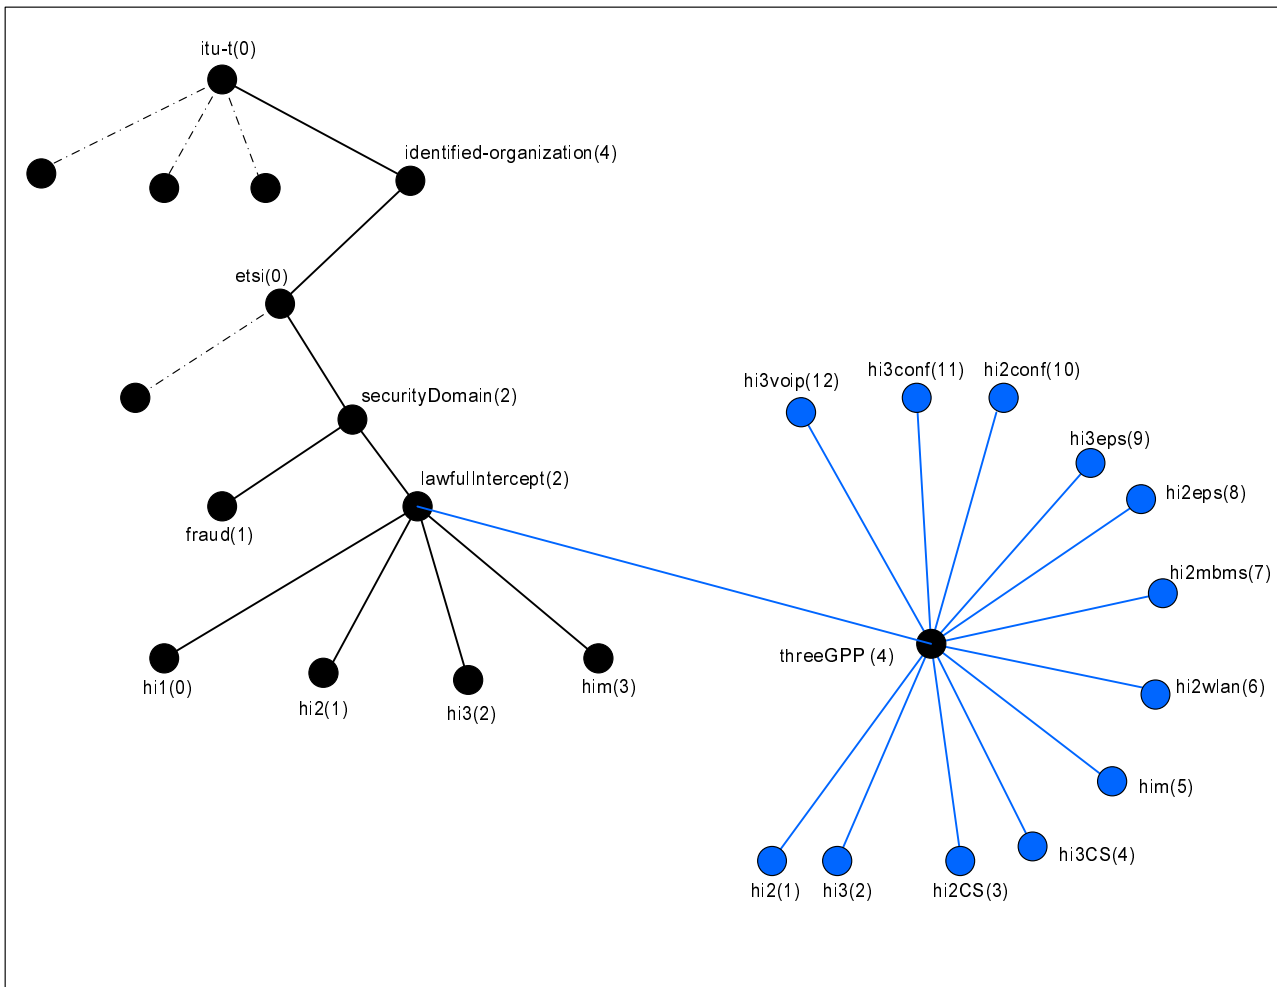 itu-t(0)
identified-organization(4)
etsi(0)
securityDomain(2)
lawfulIntercept(2)
fraud(1)
hi1(0)
hi2(1)
hi3(2)
him(3)
hi3voip(12)
hi3conf(11)
hi2conf(10)
hi3eps(9)
hi2eps(8)
hi2mbms(7)
threeGPP (4)
hi2wlan(6)
him(5)
hi3CS(4)
hi2(1)
hi3(2)
hi2CS(3)